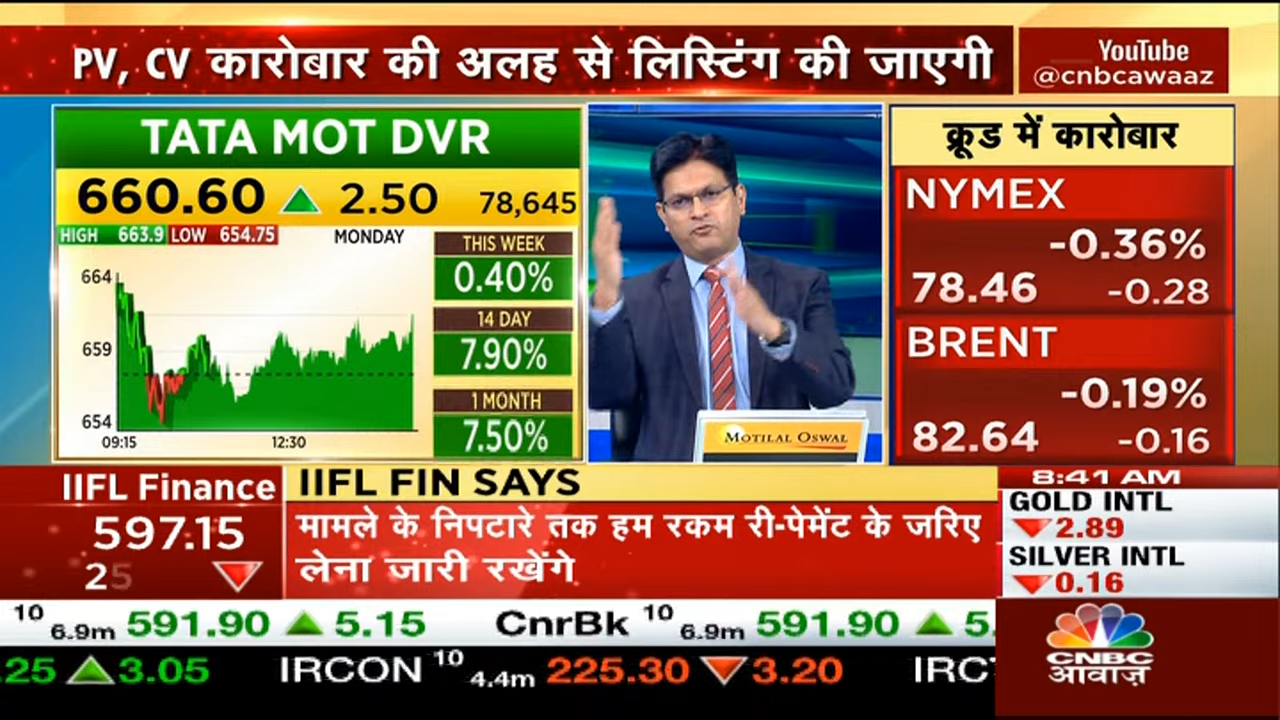 PV, CV कारोबार की अलह से लिस्टिंग की जाएगी
YouTube
@cnbcawaaz
TATA MOT DVR
660.60 ▲ 2.50 78,645
HIGH 663.9 LOW 654.75 MONDAY
664
659
654
09:15 12:30
THIS WEEK
0.40%
14 DAY
7.90%
1 MONTH
7.50%
MOTILAL OSWAL
क्रूड में कारोबार
NYMEX
-0.36%
78.46 -0.28
BRENT
-0.19%
82.64 -0.16
IIFL Finance
597.15
25 ▼
IIFL FIN SAYS
मामले के निपटारे तक हम रकम री-पेमेंट के जरिए
लेना जारी रखेंगे
8:41 AM
GOLD INTL
▼2.89
SILVER INTL
▼0.16
10 6.9m 591.90 ▲ 5.15 CnrBk 10 6.9m 591.90 ▲ 5.
.25 ▲ 3.05 IRCON 10 4.4m 225.30 ▼ 3.20 IRCT
CNBC
आवाज़